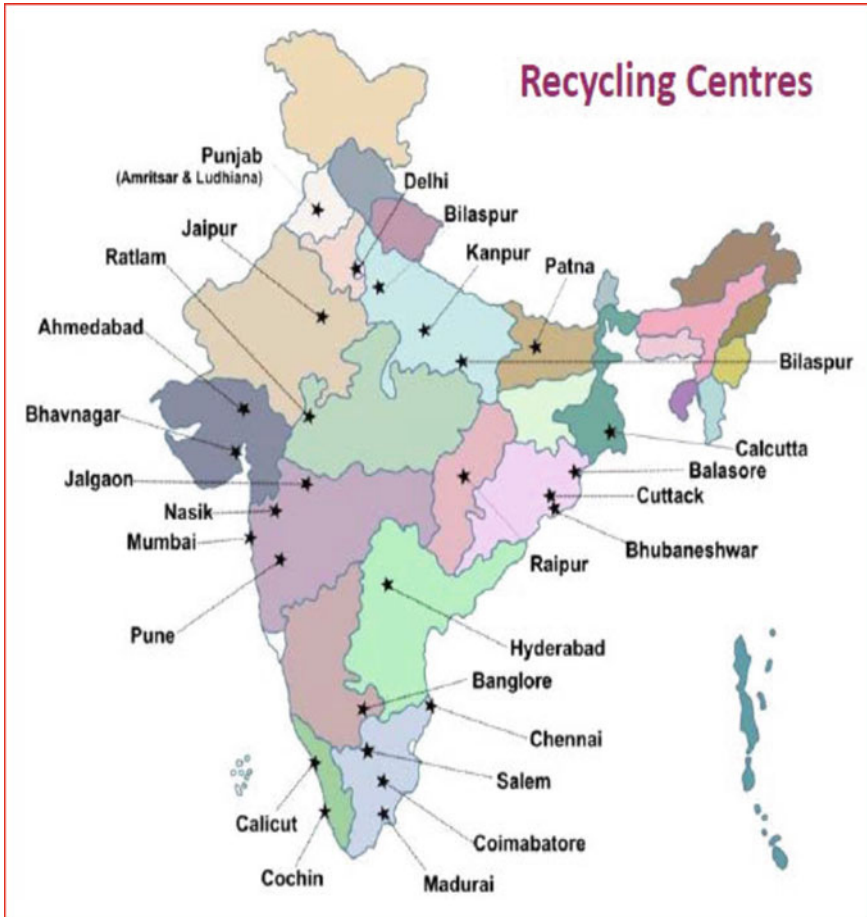 Recycling Centres
Punjab
(Amritsar & Ludhiana)
Delhi
Jaipur
Bilaspur
Ratlam
Kanpur
Patna
Ahmedabad
Bilaspur
Bhavnagar
Calcutta
Jalgaon
Balasore
Cuttack
Nasik
Mumbai
Bhubaneshwar
Raipur
Pune
Hyderabad
Banglore
Chennai
Salem
Calicut
Coimabatore
Cochin
Madurai